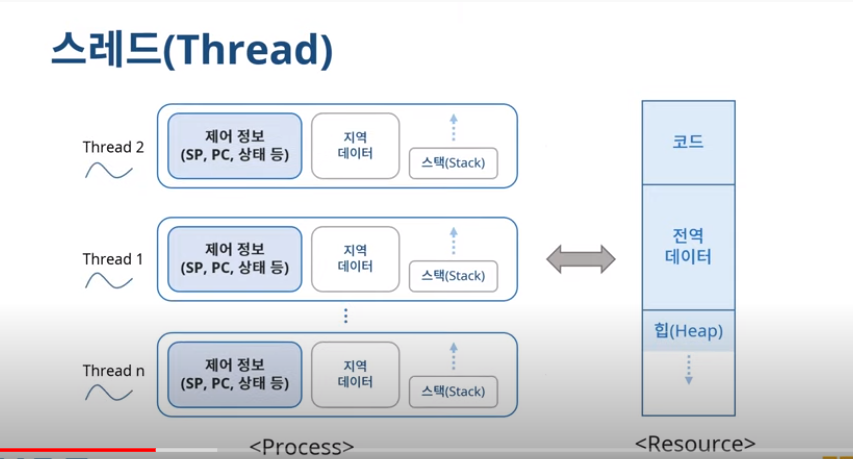 스레드(Thread)
Thread 2
제어 정보
(SP, PC, 상태 등)
지역
데이터
스택(Stack)
Thread 1
제어 정보
(SP, PC, 상태 등)
지역
데이터
스택(Stack)
Thread n
제어 정보
(SP, PC, 상태 등)
지역
데이터
스택(Stack)
<Process>
코드
전역
데이터
힙(Heap)
<Resource>